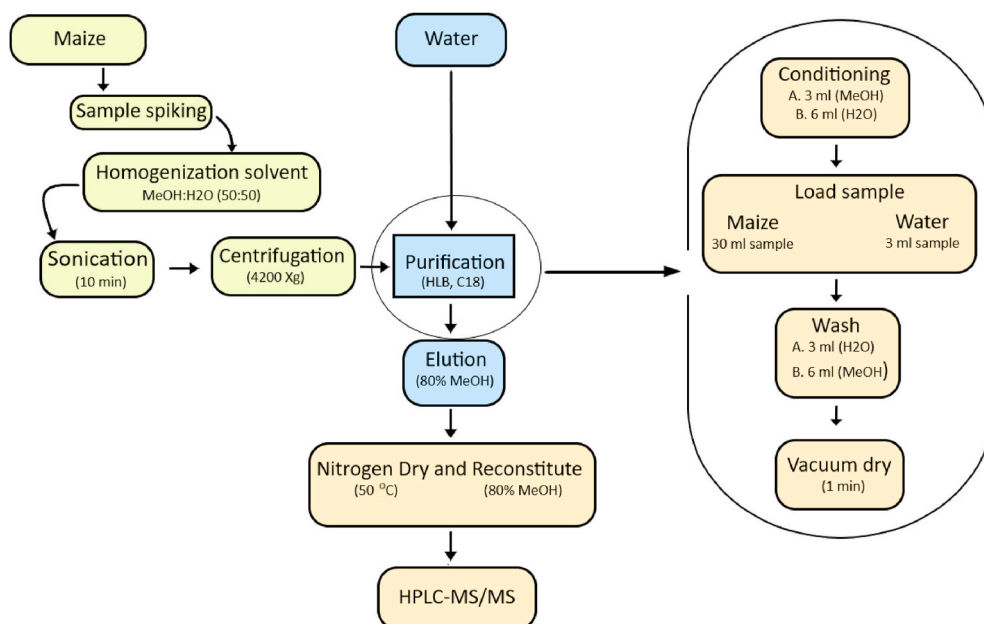 Maize
Sample spiking
Homogenization solvent
MeOH:H2O (50:50)
Sonication
(10 min)
Centrifugation
(4200 Xg)
Water
Purification
(HLB, C18)
Elution
(80% MeOH)
Nitrogen Dry and Reconstitute
(50 °C) (80% MeOH)
HPLC-MS/MS
Conditioning
A. 3 ml (MeOH)
B. 6 ml (H2O)
Load sample
Maize Water
30 ml sample 3 ml sample
Wash
A. 3 ml (H2O)
B. 6 ml (MeOH)
Vacuum dry
(1 min)